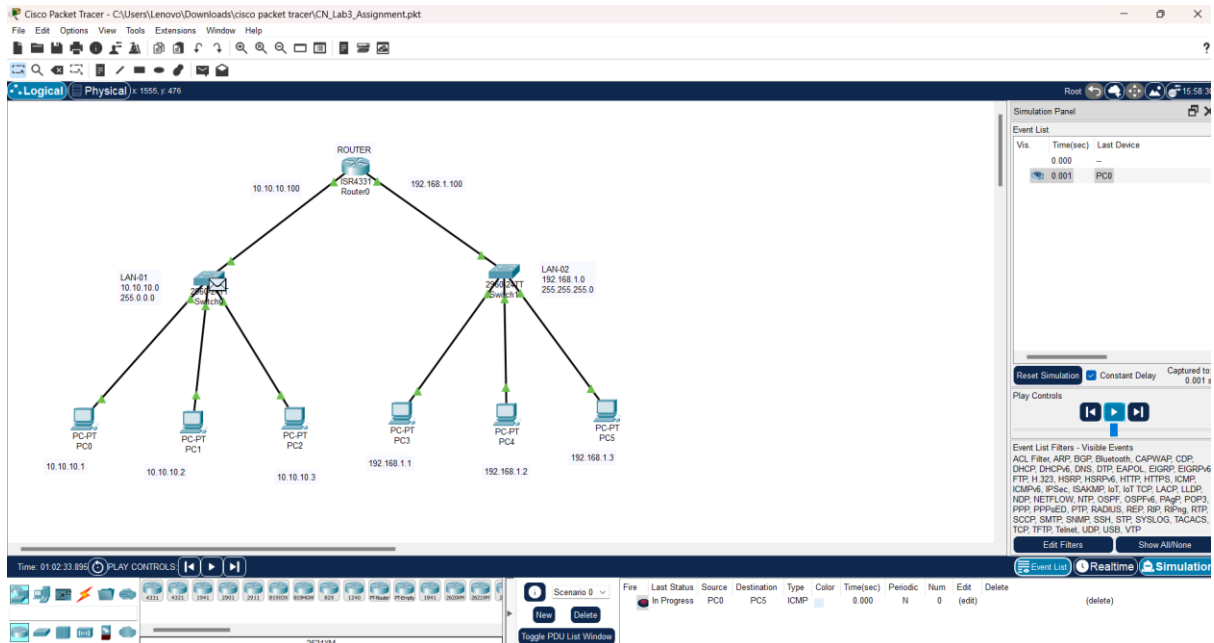 Cisco Packet Tracer - C:\Users\Lenovo\Downloads\cisco packet tracer\CN_Lab3_Assignment.pkt
File Edit Options View Tools Extensions Window Help
?
Logical Physical x: 1555, y: 476
Root 15:58:30
Simulation Panel
Event List
Vis. Time(sec) Last Device
0.000 --
0.001 PC0
ROUTER
10.10.10.100
192.168.1.100
ISR4331
Router0
LAN-01
10.10.10.0
255.0.0.0
Switch0
LAN-02
192.168.1.0
255.255.255.0
2960-24TT
Switch1
PC-PT
PC0
PC-PT
PC1
PC-PT
PC2
PC-PT
PC3
PC-PT
PC4
PC-PT
PC5
10.10.10.1
10.10.10.2
10.10.10.3
192.168.1.1
192.168.1.2
192.168.1.3
Reset Simulation Constant Delay Captured to:
0.001 s
Play Controls
Event List Filters - Visible Events
ACL Filter, ARP, BGP, Bluetooth, CAPWAP, CDP,
DHCP, DHCPv6, DNS, DTP, EAPOL, EIGRP, EIGRPv6,
FTP, H.323, HSRP, HSRPv6, HTTP, HTTPS, ICMP,
ICMPv6, IPSec, ISAKMP, IoT, IoT TCP, LACP, LLDP,
NDP, NETFLOW, NTP, OSPF, OSPFv6, PAgP, POP3,
PPP, PPPoED, PTP, RADIUS, REP, RIP, RIPng, RTP,
SCCP, SMTP, SNMP, SSH, STP, SYSLOG, TACACS,
TCP, TFTP, Telnet, UDP, USB, VTP
Edit Filters Show All/None
Time: 01:02:33.895 PLAY CONTROLS:
Event List Realtime Simulation
4331 4321 1941 2901 2911 819IOX 819HGW 829 1240 PT-Router PT-Empty 1841 2620XM 2621XM
2621XM
Scenario 0
New Delete
Toggle PDU List Window
Fire Last Status Source Destination Type Color Time(sec) Periodic Num Edit Delete
In Progress PC0 PC5 ICMP 0.000 N 0 (edit) (delete)